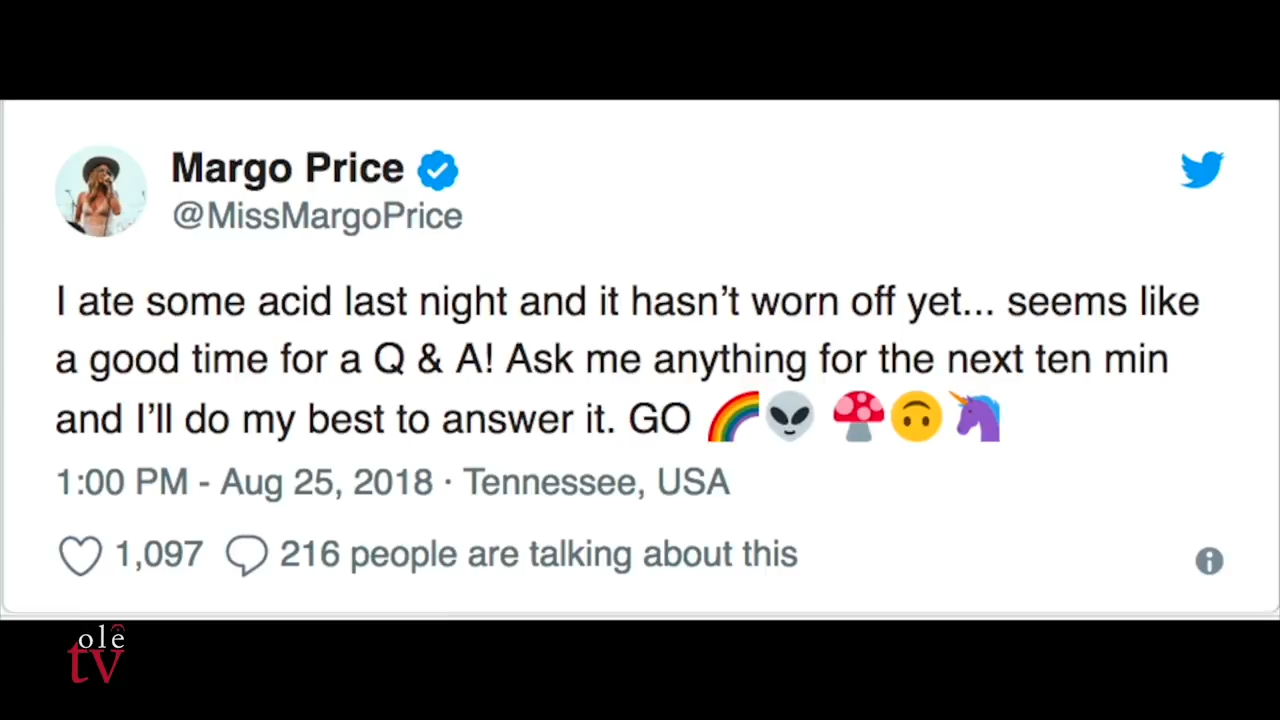 Margo Price
@MissMargoPrice
I ate some acid last night and it hasn’t worn off yet... seems like
a good time for a Q & A! Ask me anything for the next ten min
and I’ll do my best to answer it. GO 🌈👽 🍄🙃🦄
1:00 PM - Aug 25, 2018 · Tennessee, USA
1,097 216 people are talking about this
olé
tv